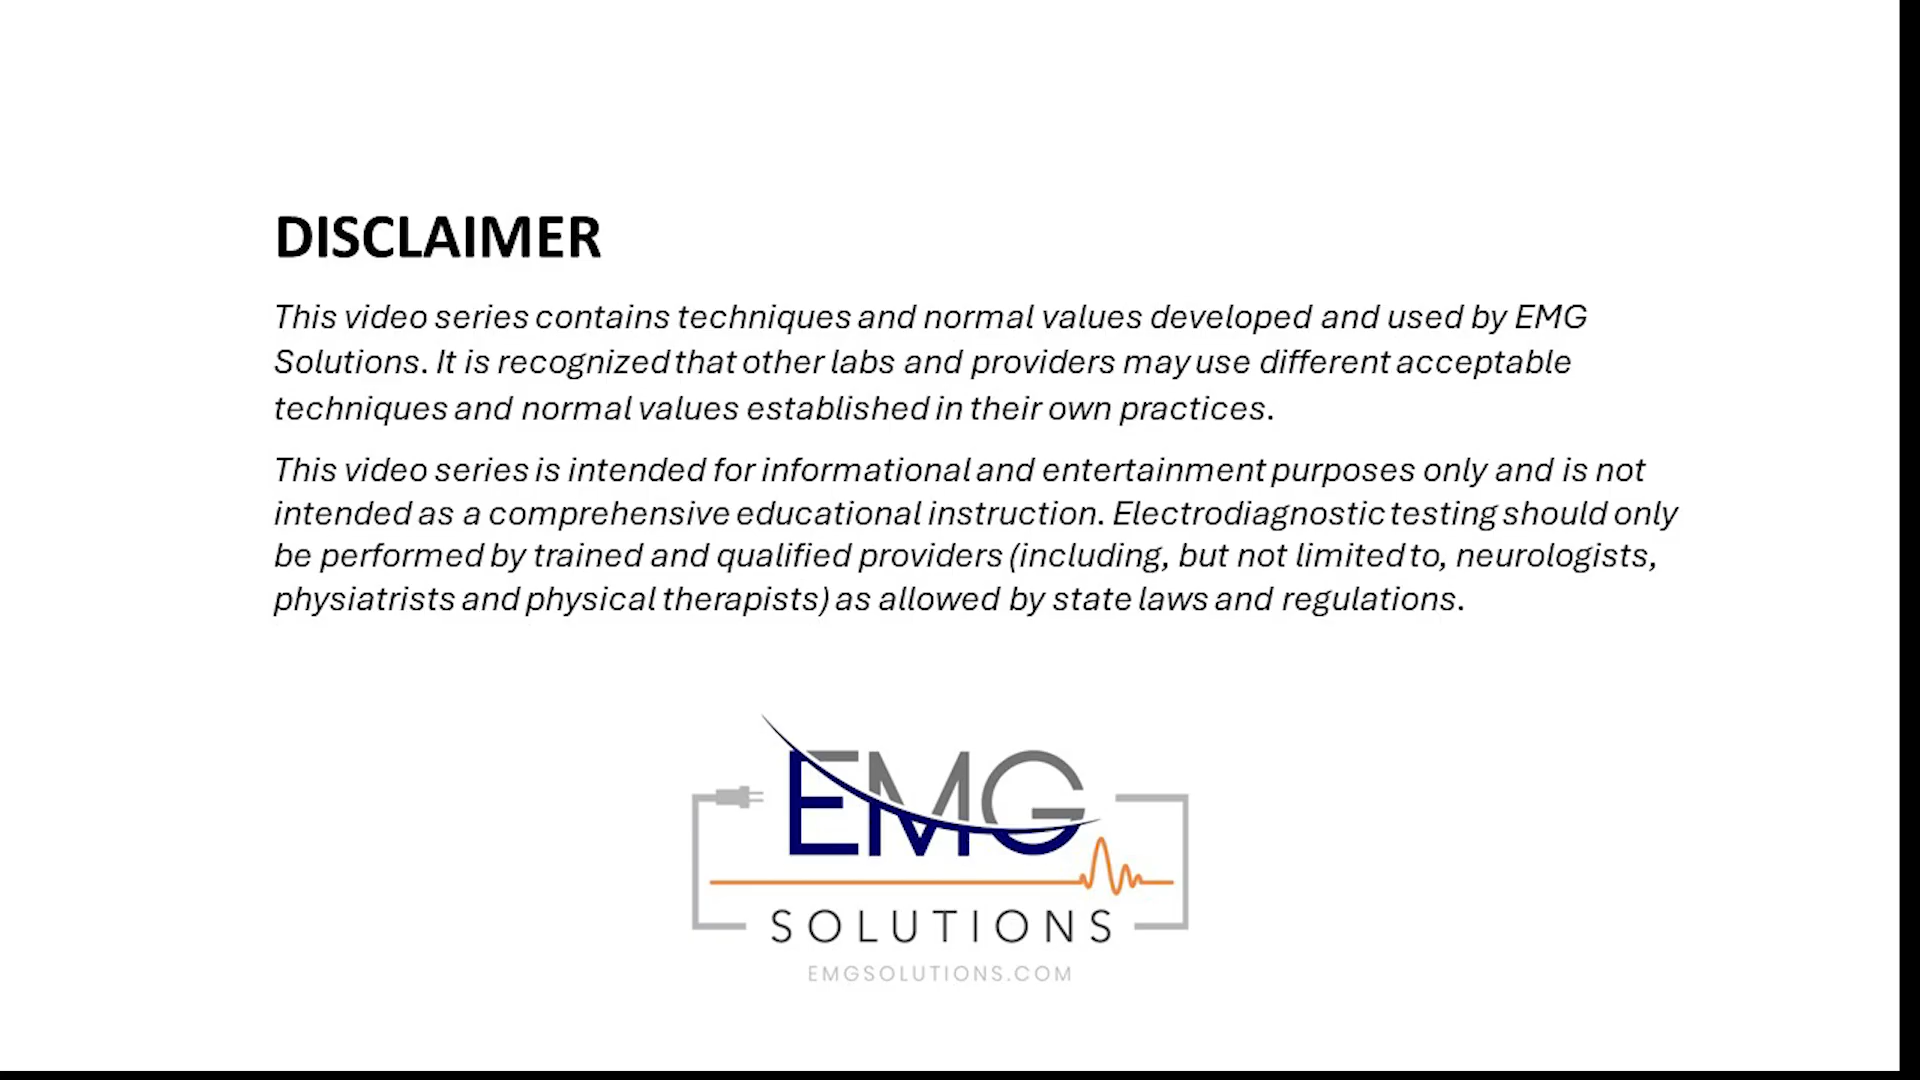 DISCLAIMER
This video series contains techniques and normal values developed and used by EMG
Solutions. It is recognized that other labs and providers may use different acceptable
techniques and normal values established in their own practices.
This video series is intended for informational and entertainment purposes only and is not
intended as a comprehensive educational instruction. Electrodiagnostic testing should only
be performed by trained and qualified providers (including, but not limited to, neurologists,
physiatrists and physical therapists) as allowed by state laws and regulations.
EMG
SOLUTIONS
EMGSOLUTIONS.COM